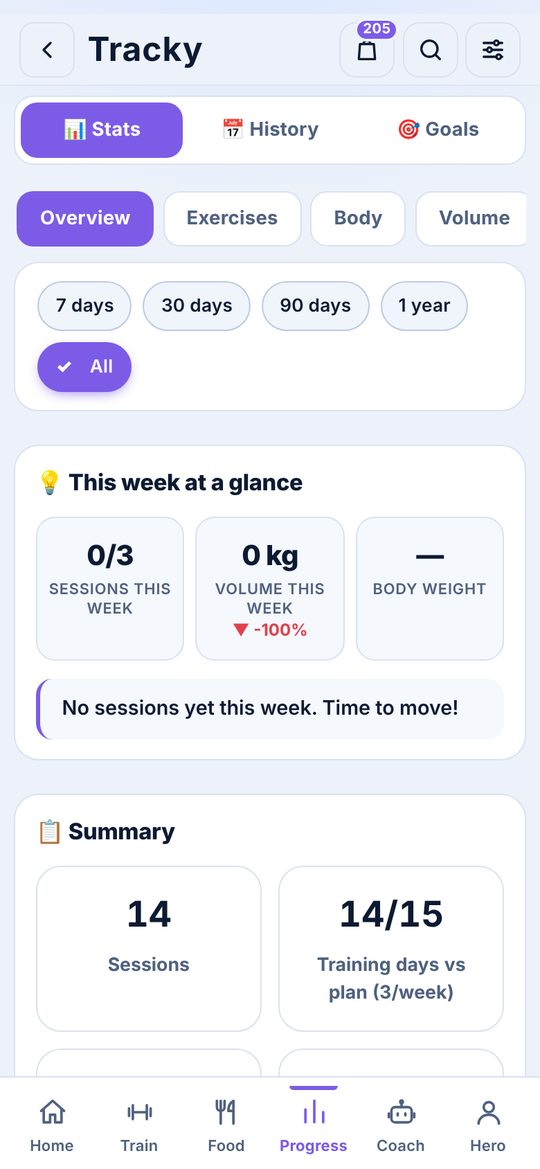 Tracky
205
📊 Stats
📅 History
🎯 Goals
Overview
Exercises
Body
Volume
7 days
30 days
90 days
1 year
✓ All
💡 This week at a glance
0/3
SESSIONS THIS
WEEK
0 kg
VOLUME THIS
WEEK
▼ -100%
—
BODY WEIGHT
No sessions yet this week. Time to move!
📋 Summary
14
Sessions
14/15
Training days vs
plan (3/week)
Home
Train
Food
Progress
Coach
Hero